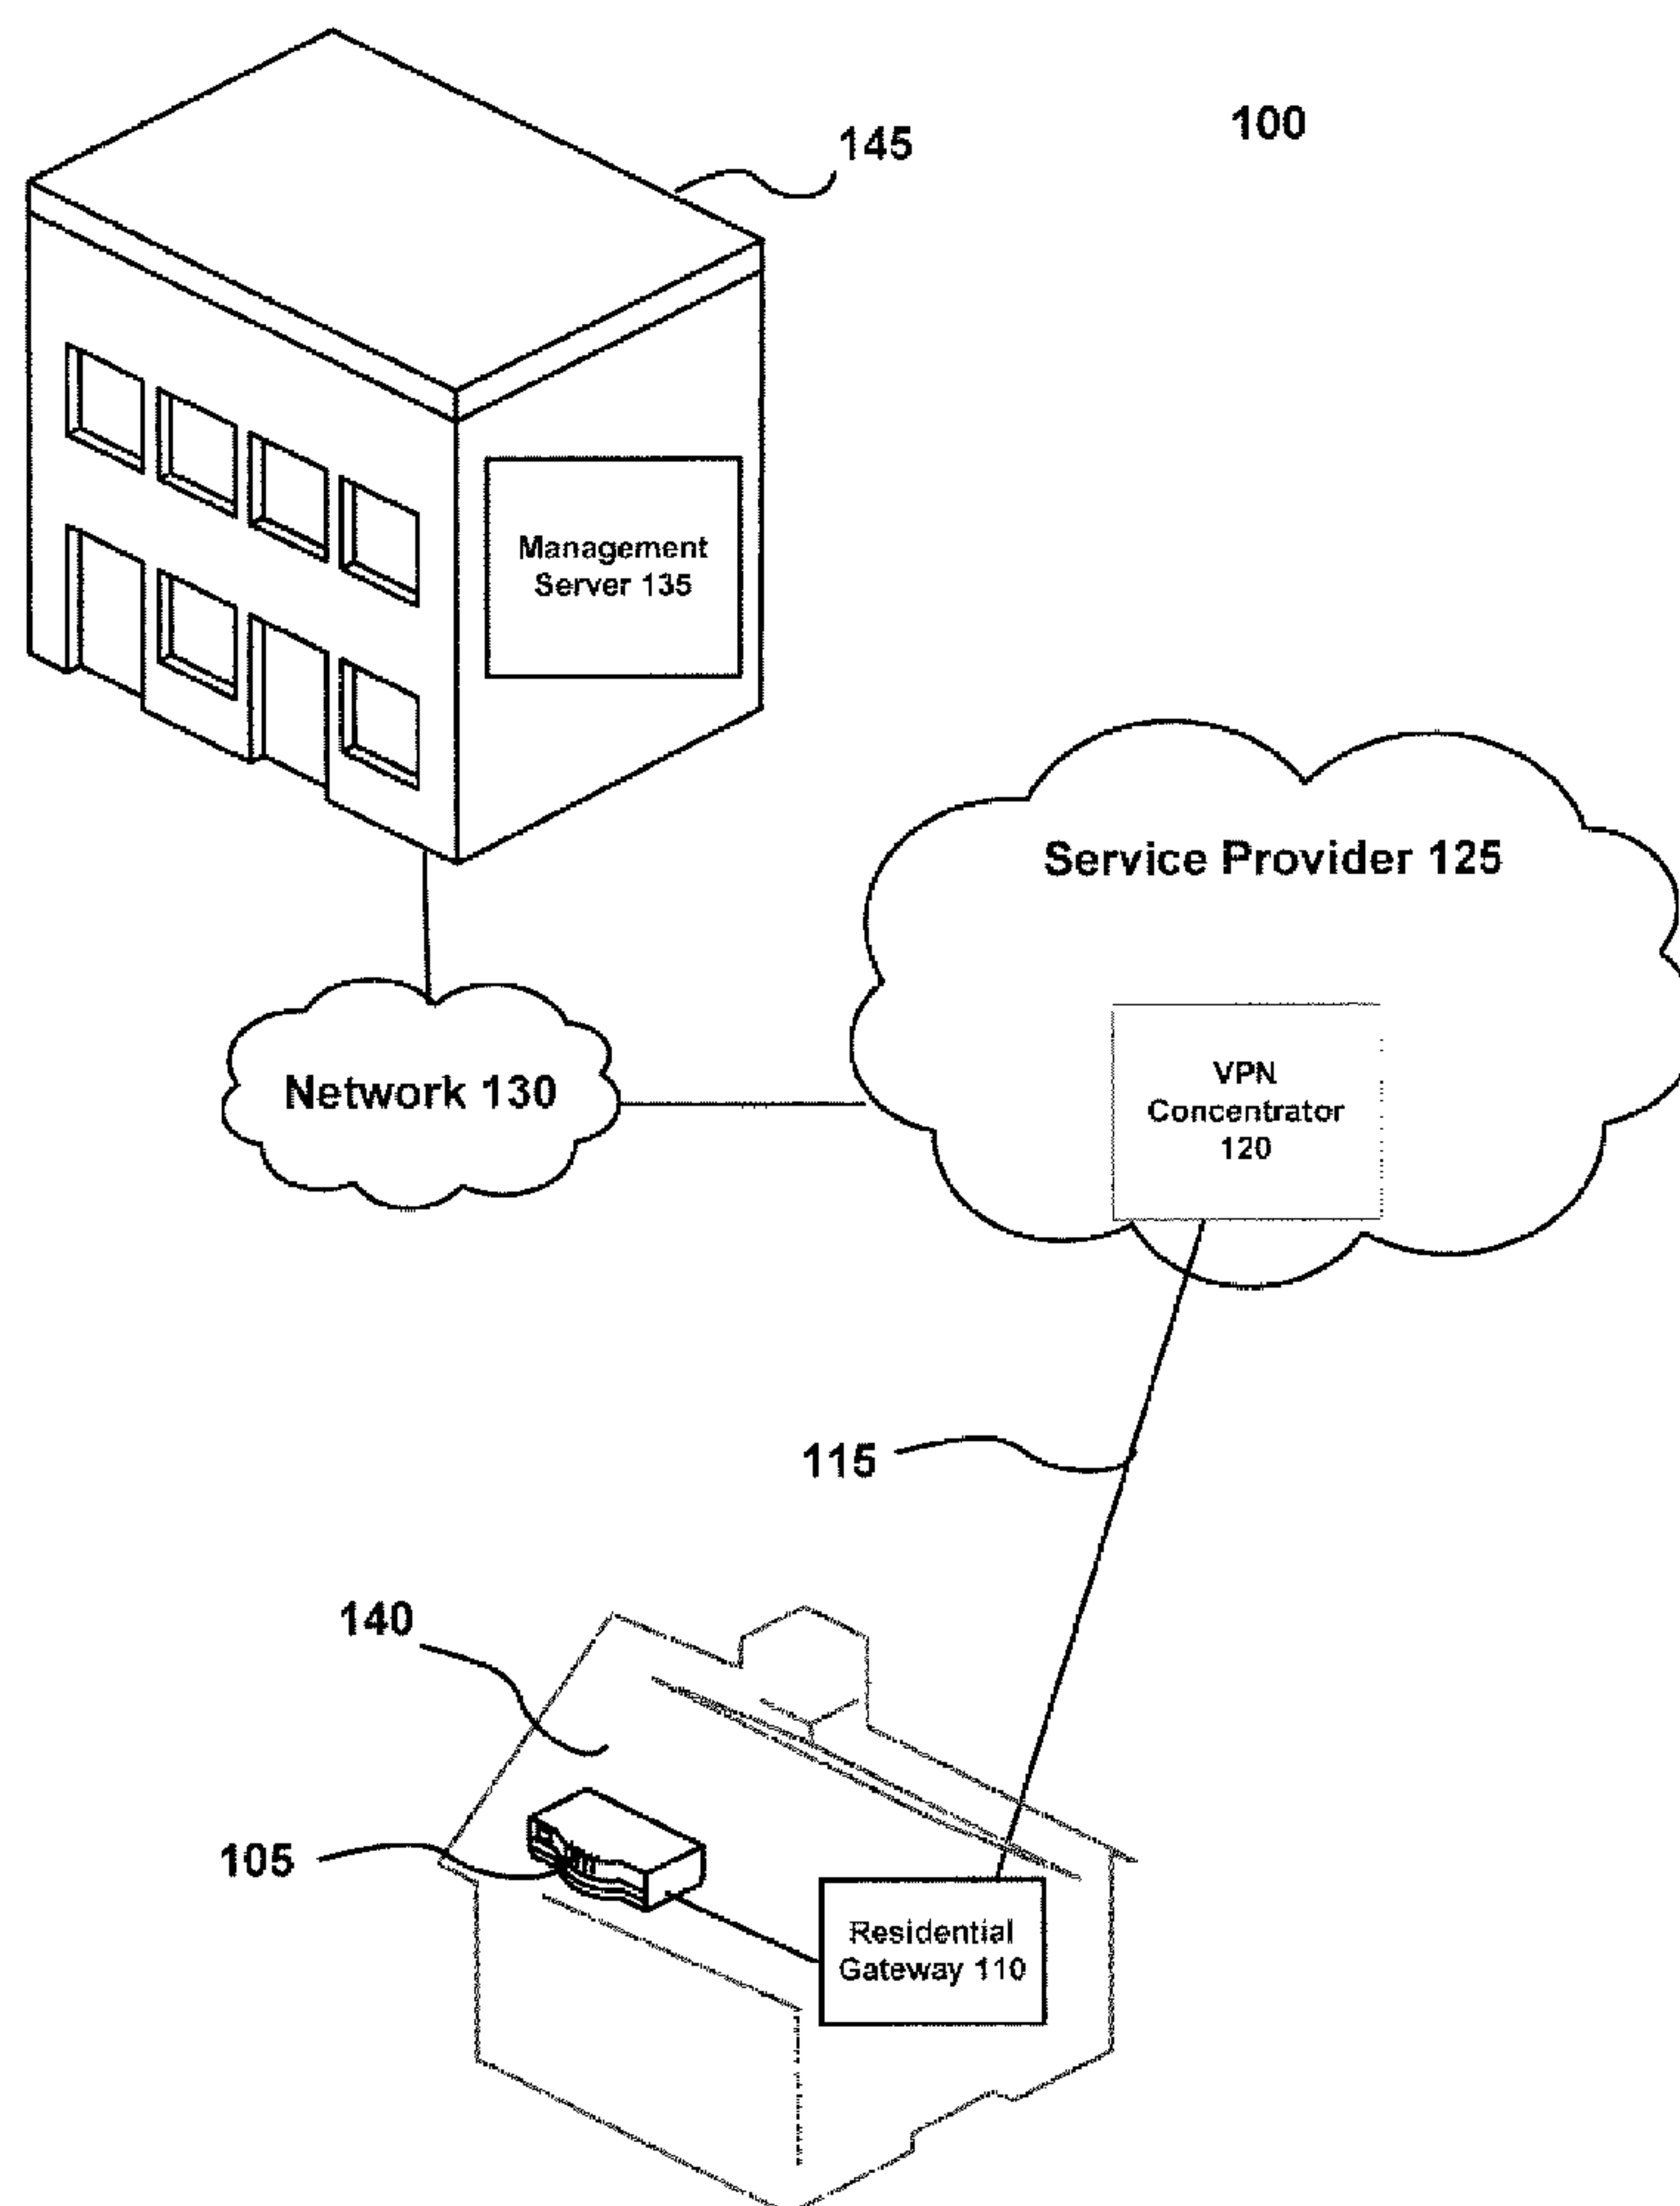 100
145
Management
Server 135
Service Provider 125
VPN
Concentrator
120
Network 130
115
140
105
Residential
Gateway 110